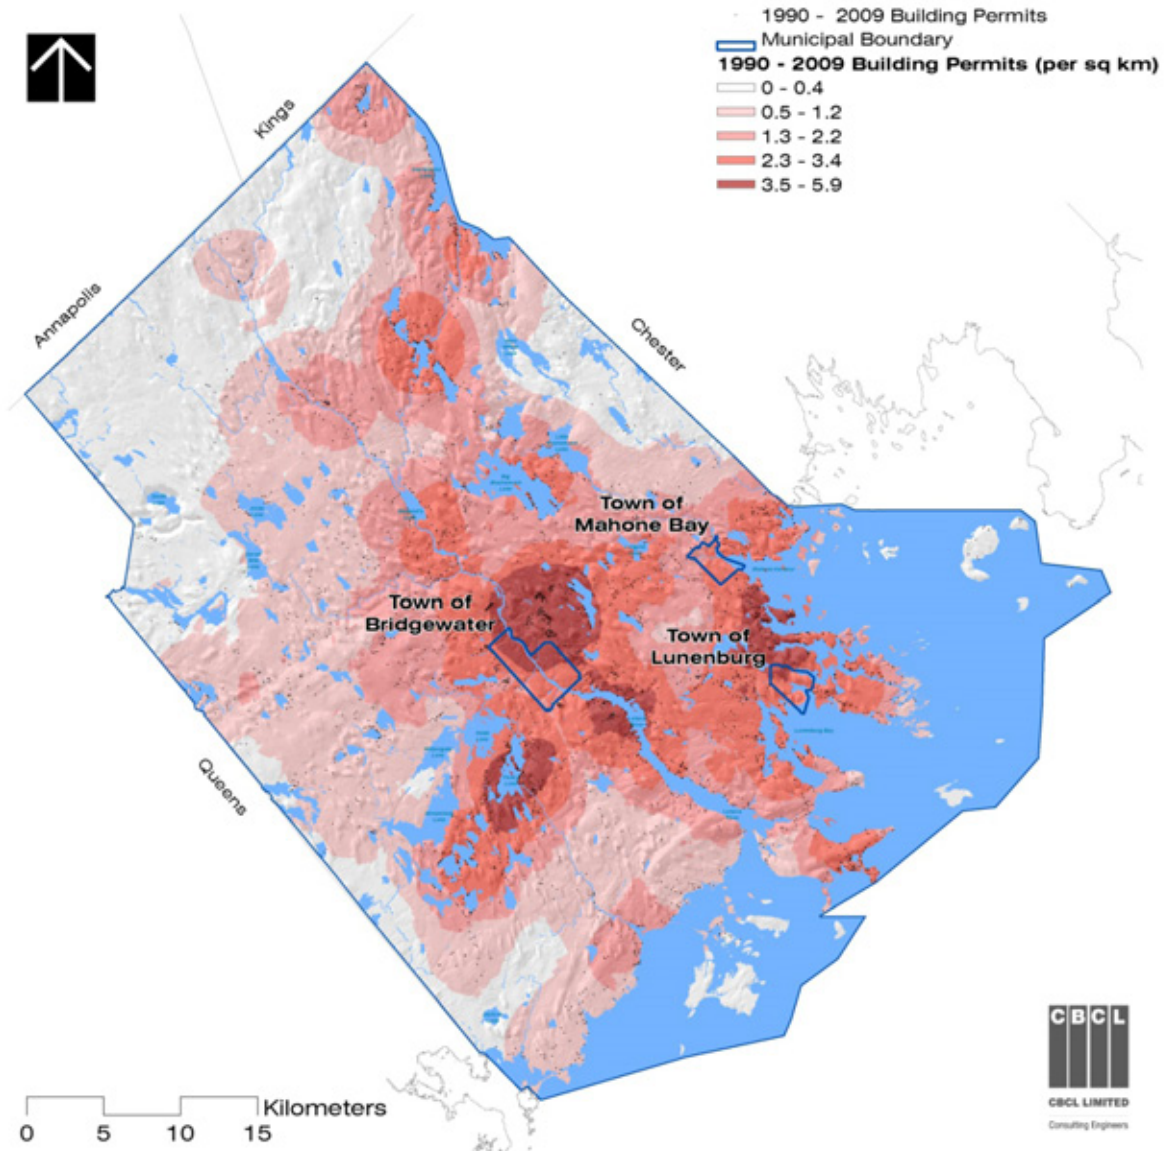 1990 - 2009 Building Permits
Municipal Boundary
1990 - 2009 Building Permits (per sq km)
0 - 0.4
0.5 - 1.2
1.3 - 2.2
2.3 - 3.4
3.5 - 5.9
Kings
Annapolis
Chester
Town of
Mahone Bay
Town of
Bridgewater
Town of
Lunenburg
Queens
Kilometers
0 5 10 15
CBCL
CBCL LIMITED
Consulting Engineers